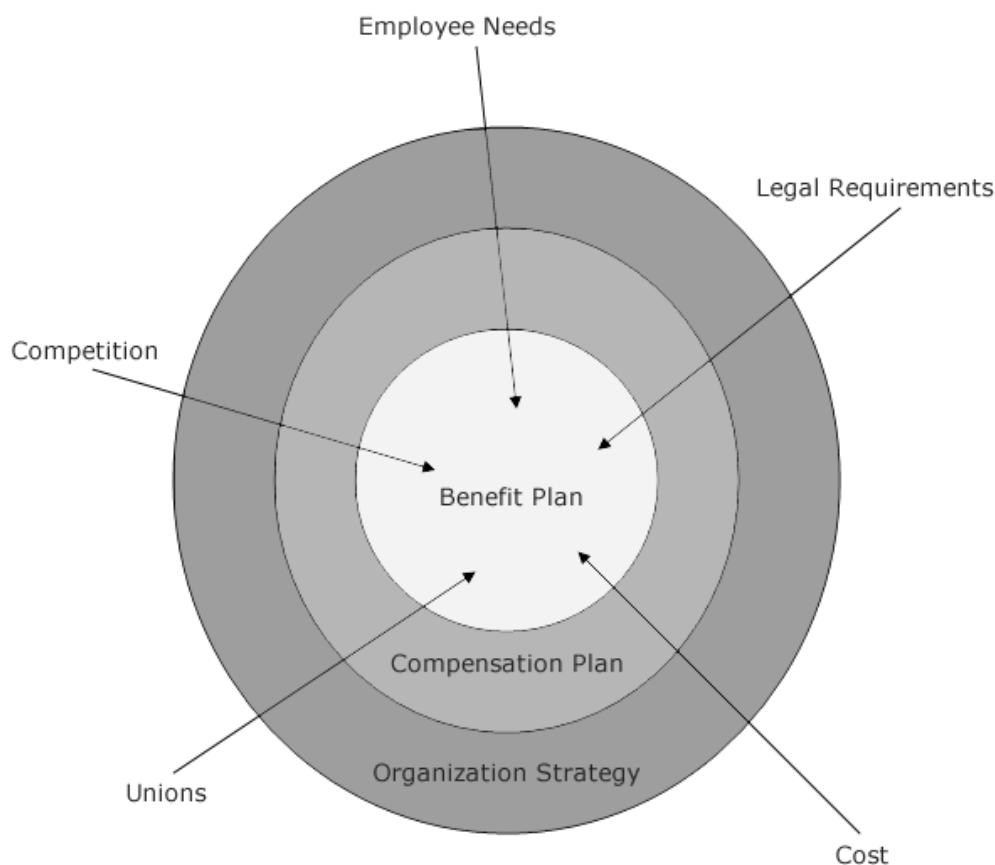 Employee Needs
Legal Requirements
Competition
Benefit Plan
Compensation Plan
Organization Strategy
Unions
Cost